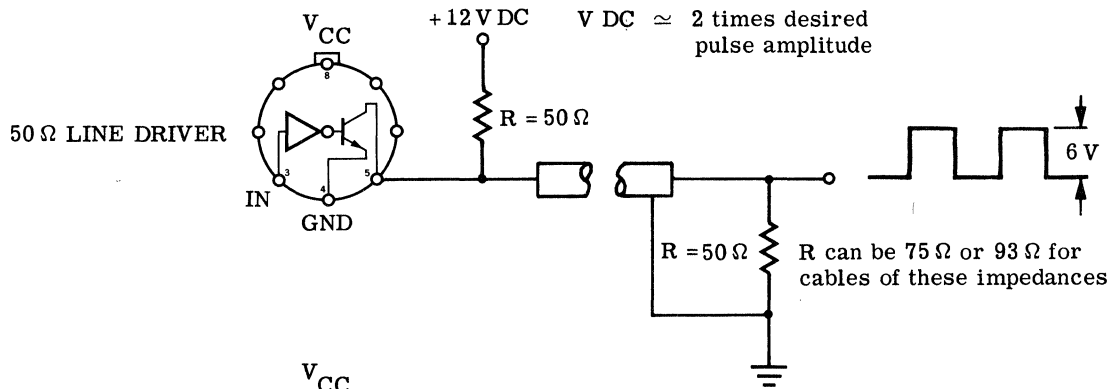 +12 V DC
V DC ≃ 2 times desired
pulse amplitude
V CC
8
50 Ω LINE DRIVER
R = 50 Ω
6 V
3
4
5
IN
GND
R = 50 Ω
R can be 75 Ω or 93 Ω for
cables of these impedances
V CC